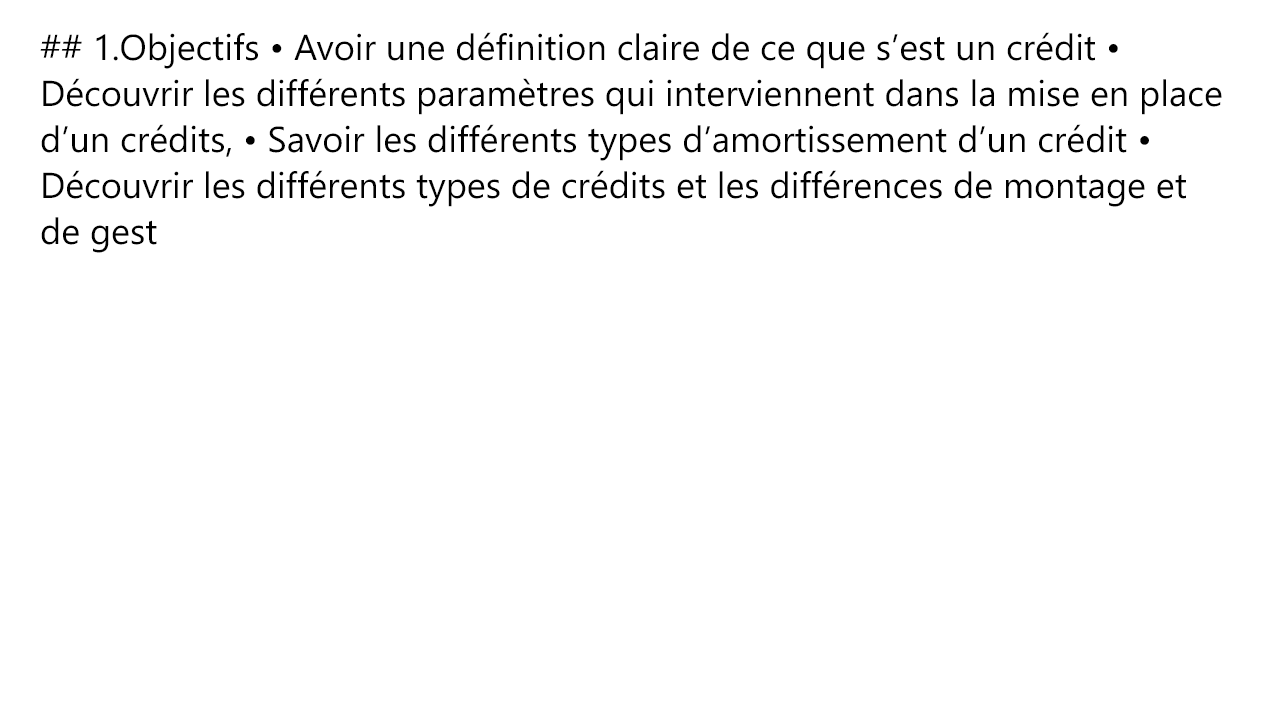 ## 1.Objectifs • Avoir une définition claire de ce que s’est un crédit •
Découvrir les différents paramètres qui interviennent dans la mise en place
d’un crédits, • Savoir les différents types d’amortissement d’un crédit •
Découvrir les différents types de crédits et les différences de montage et
de gest